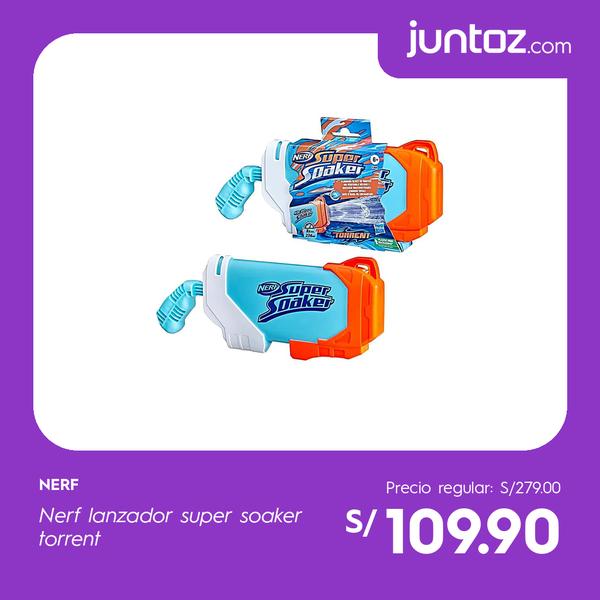 juntoz.com
NERF
Super
Soaker
TORRENT
NERF Super
Soaker
NERF
Nerf lanzador super soaker
torrent
Precio regular: S/279.00
S/109.90